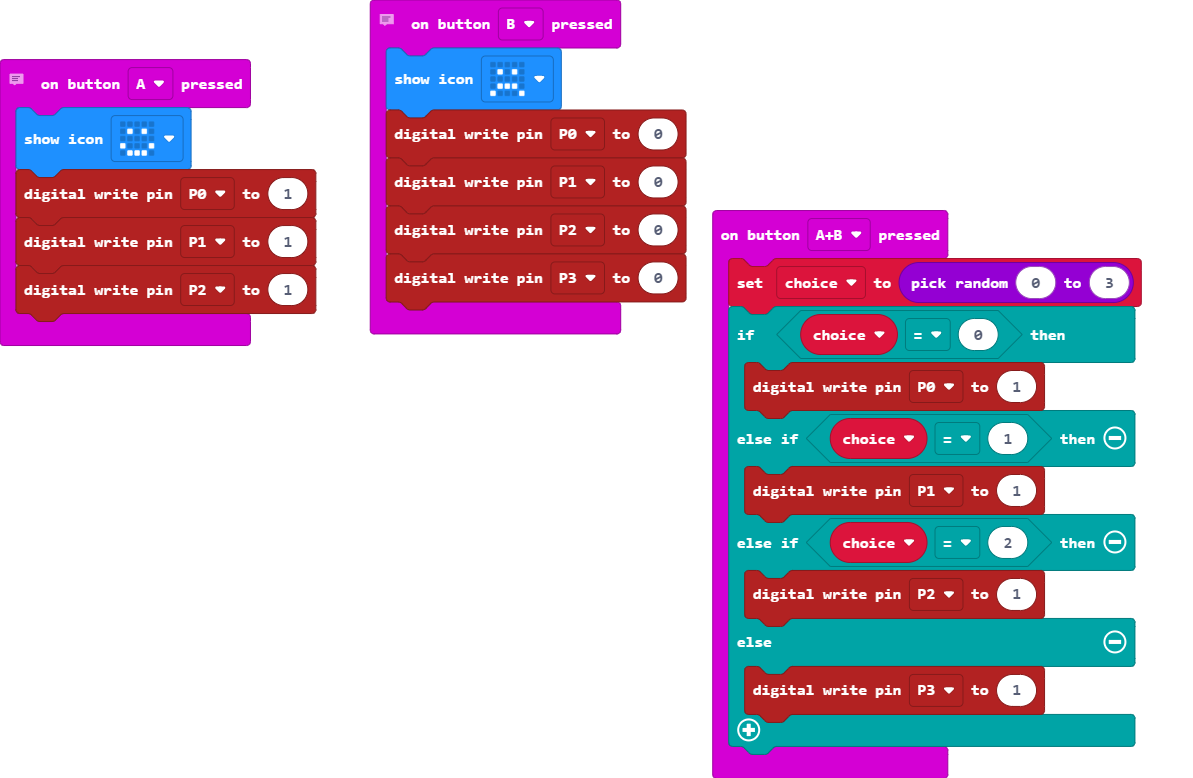 on button A pressed
show icon
digital write pin P0 to 1
digital write pin P1 to 1
digital write pin P2 to 1
on button B pressed
show icon
digital write pin P0 to 0
digital write pin P1 to 0
digital write pin P2 to 0
digital write pin P3 to 0
on button A+B pressed
set choice to pick random 0 to 3
if choice = 0 then
digital write pin P0 to 1
else if choice = 1 then
digital write pin P1 to 1
else if choice = 2 then
digital write pin P2 to 1
else
digital write pin P3 to 1